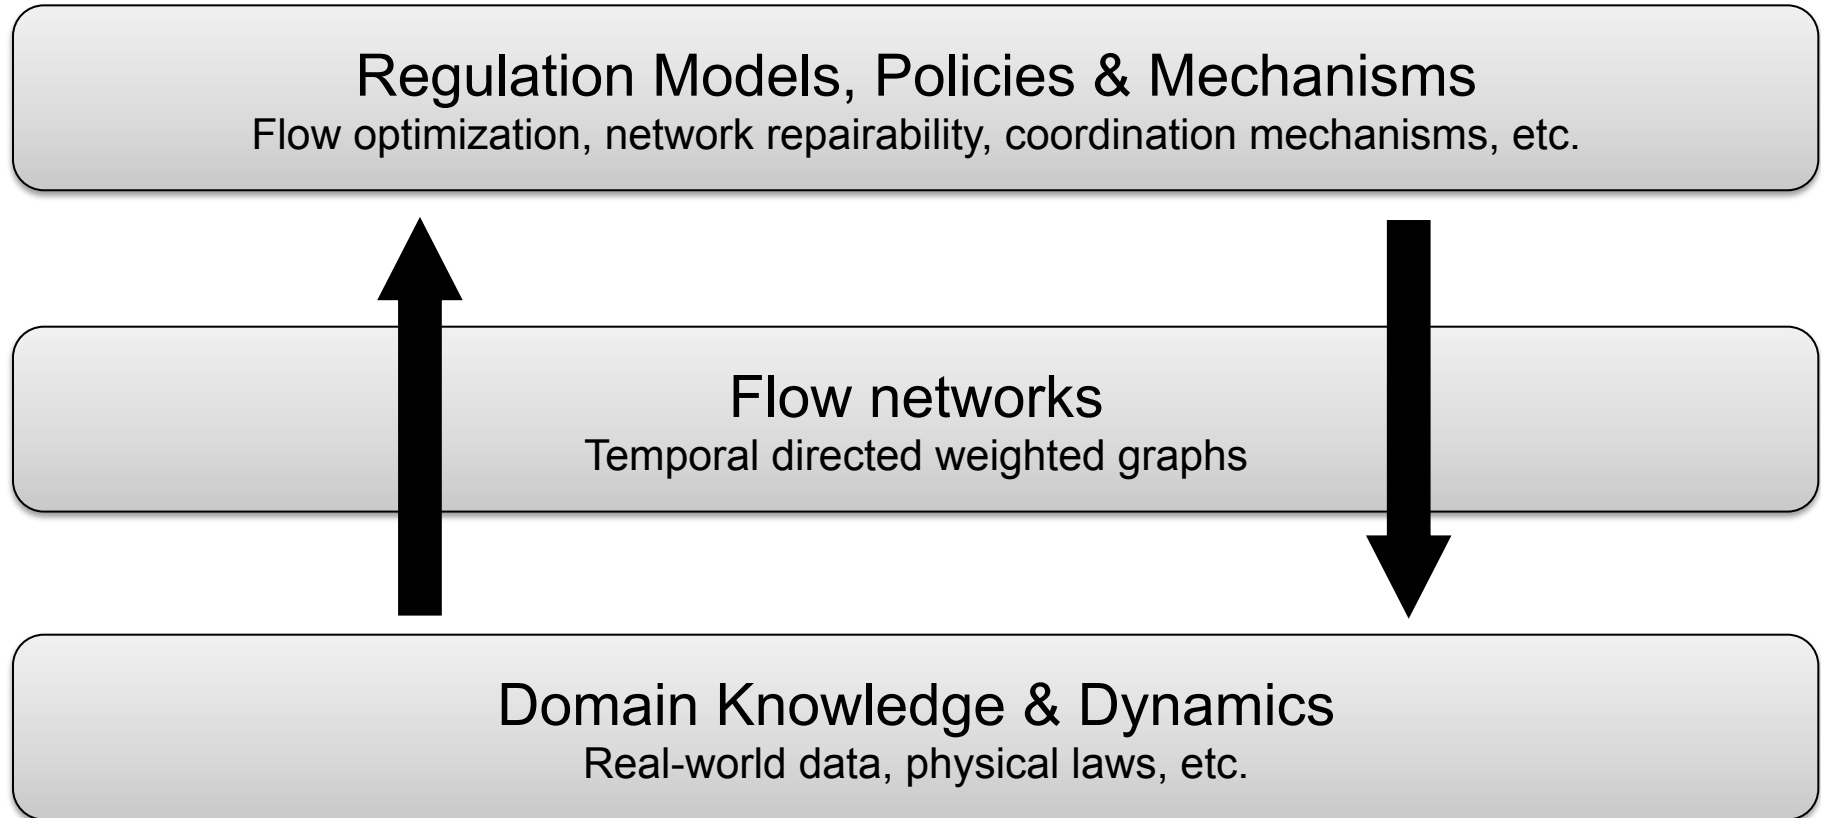 Regulation Models, Policies & Mechanisms
Flow optimization, network repairability, coordination mechanisms, etc.
Flow networks
Temporal directed weighted graphs
Domain Knowledge & Dynamics
Real-world data, physical laws, etc.